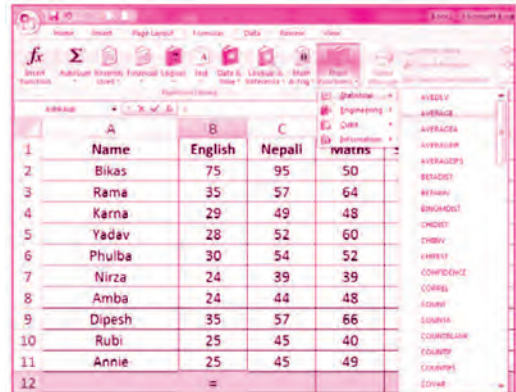 Home Insert Page Layout Formulas Data Review View
fx Σ
Insert Function AutoSum Recently Used Financial Logical Text Date & Time Lookup & Reference Math & Trig More Functions
Function Library
AVERAGE
Statistical
Engineering
Cube
Information
AVEDEV
AVERAGE
AVERAGEA
AVERAGEIF
AVERAGEIFS
BETADIST
BETAINV
BINOMDIST
CHIDIST
CHIINV
CHITEST
CONFIDENCE
CORREL
COUNT
COUNTA
COUNTBLANK
COUNTIF
COUNTIFS
COVAR
A B C
1 Name English Nepali Maths
2 Bikas 75 95 50
3 Rama 35 57 64
4 Karna 29 49 48
5 Yadav 28 52 60
6 Phulba 30 54 52
7 Nirza 24 39 39
8 Amba 24 44 48
9 Dipesh 35 57 66
10 Rubi 25 45 40
11 Annie 25 45 49
12 =